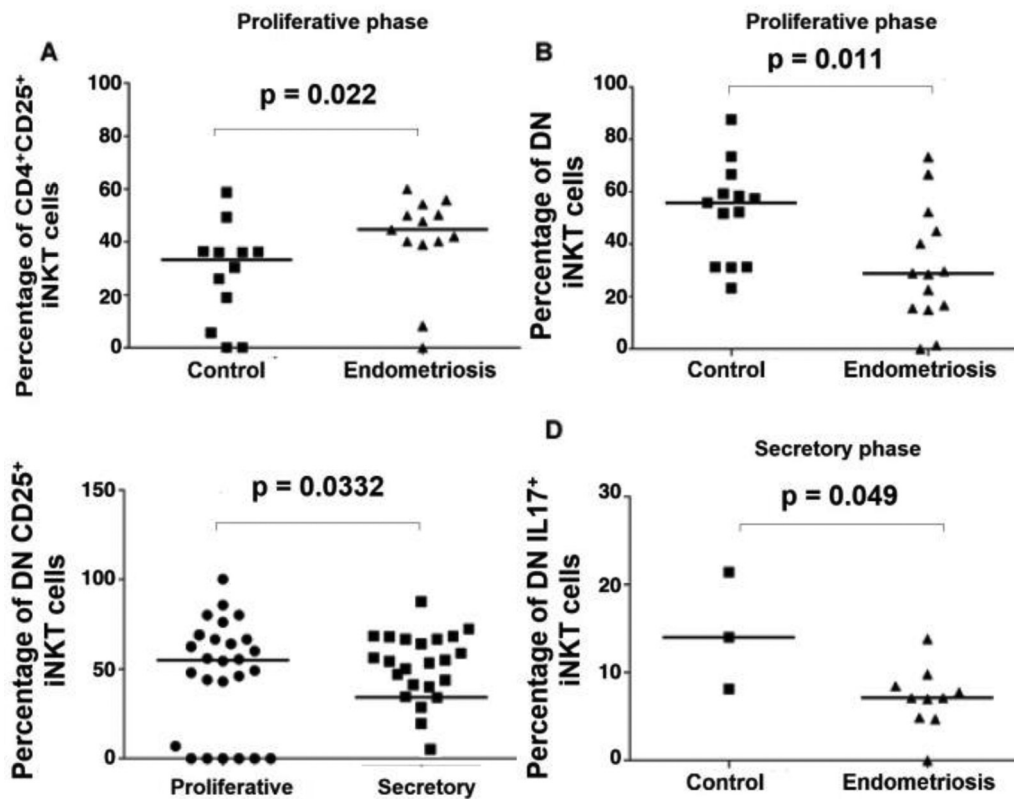 Proliferative phase
A
p = 0.022
Percentage of CD4⁺CD25⁺
iNKT cells
100
80
60
40
20
0
Control
Endometriosis
Proliferative phase
B
p = 0.011
Percentage of DN
iNKT cells
100
80
60
40
20
0
Control
Endometriosis
p = 0.0332
Percentage of DN CD25⁺
iNKT cells
150
100
50
0
Proliferative
Secretory
D
Secretory phase
p = 0.049
Percentage of DN IL17⁺
iNKT cells
30
20
10
0
Control
Endometriosis